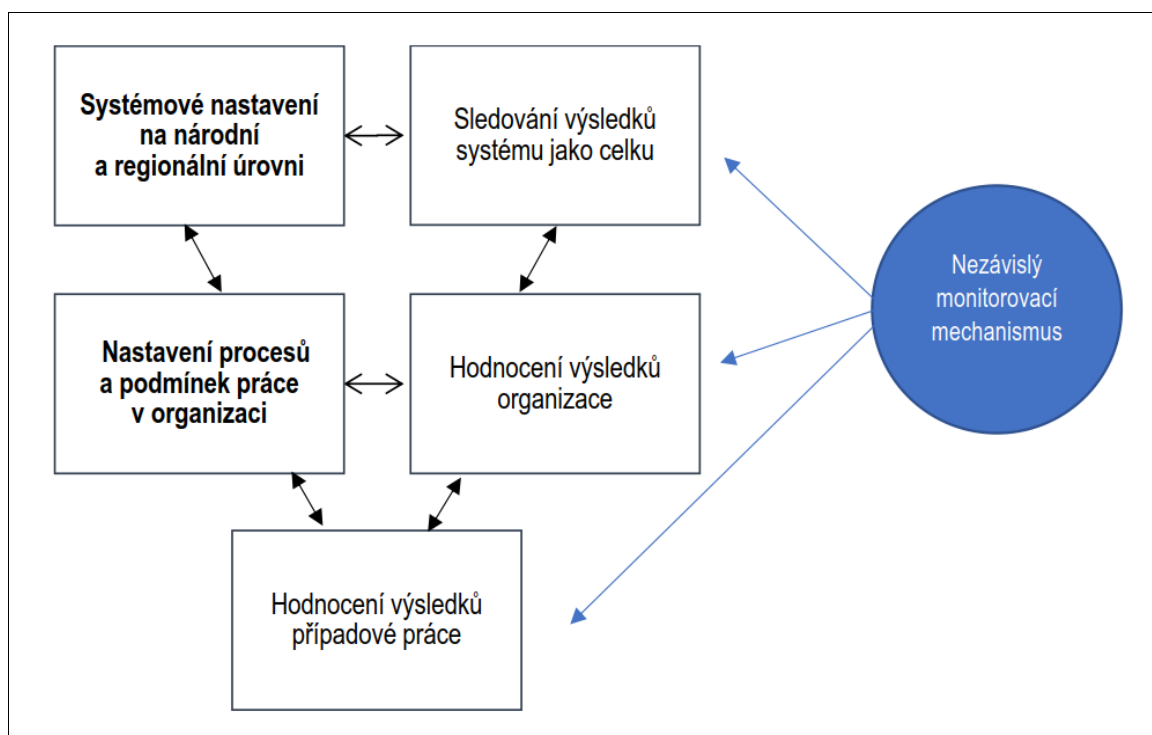 Systémové nastavení
na národní
a regionální úrovni
Sledování výsledků
systému jako celku
Nezávislý
monitorovací
mechanismus
Nastavení procesů
a podmínek práce
v organizaci
Hodnocení výsledků
organizace
Hodnocení výsledků
případové práce